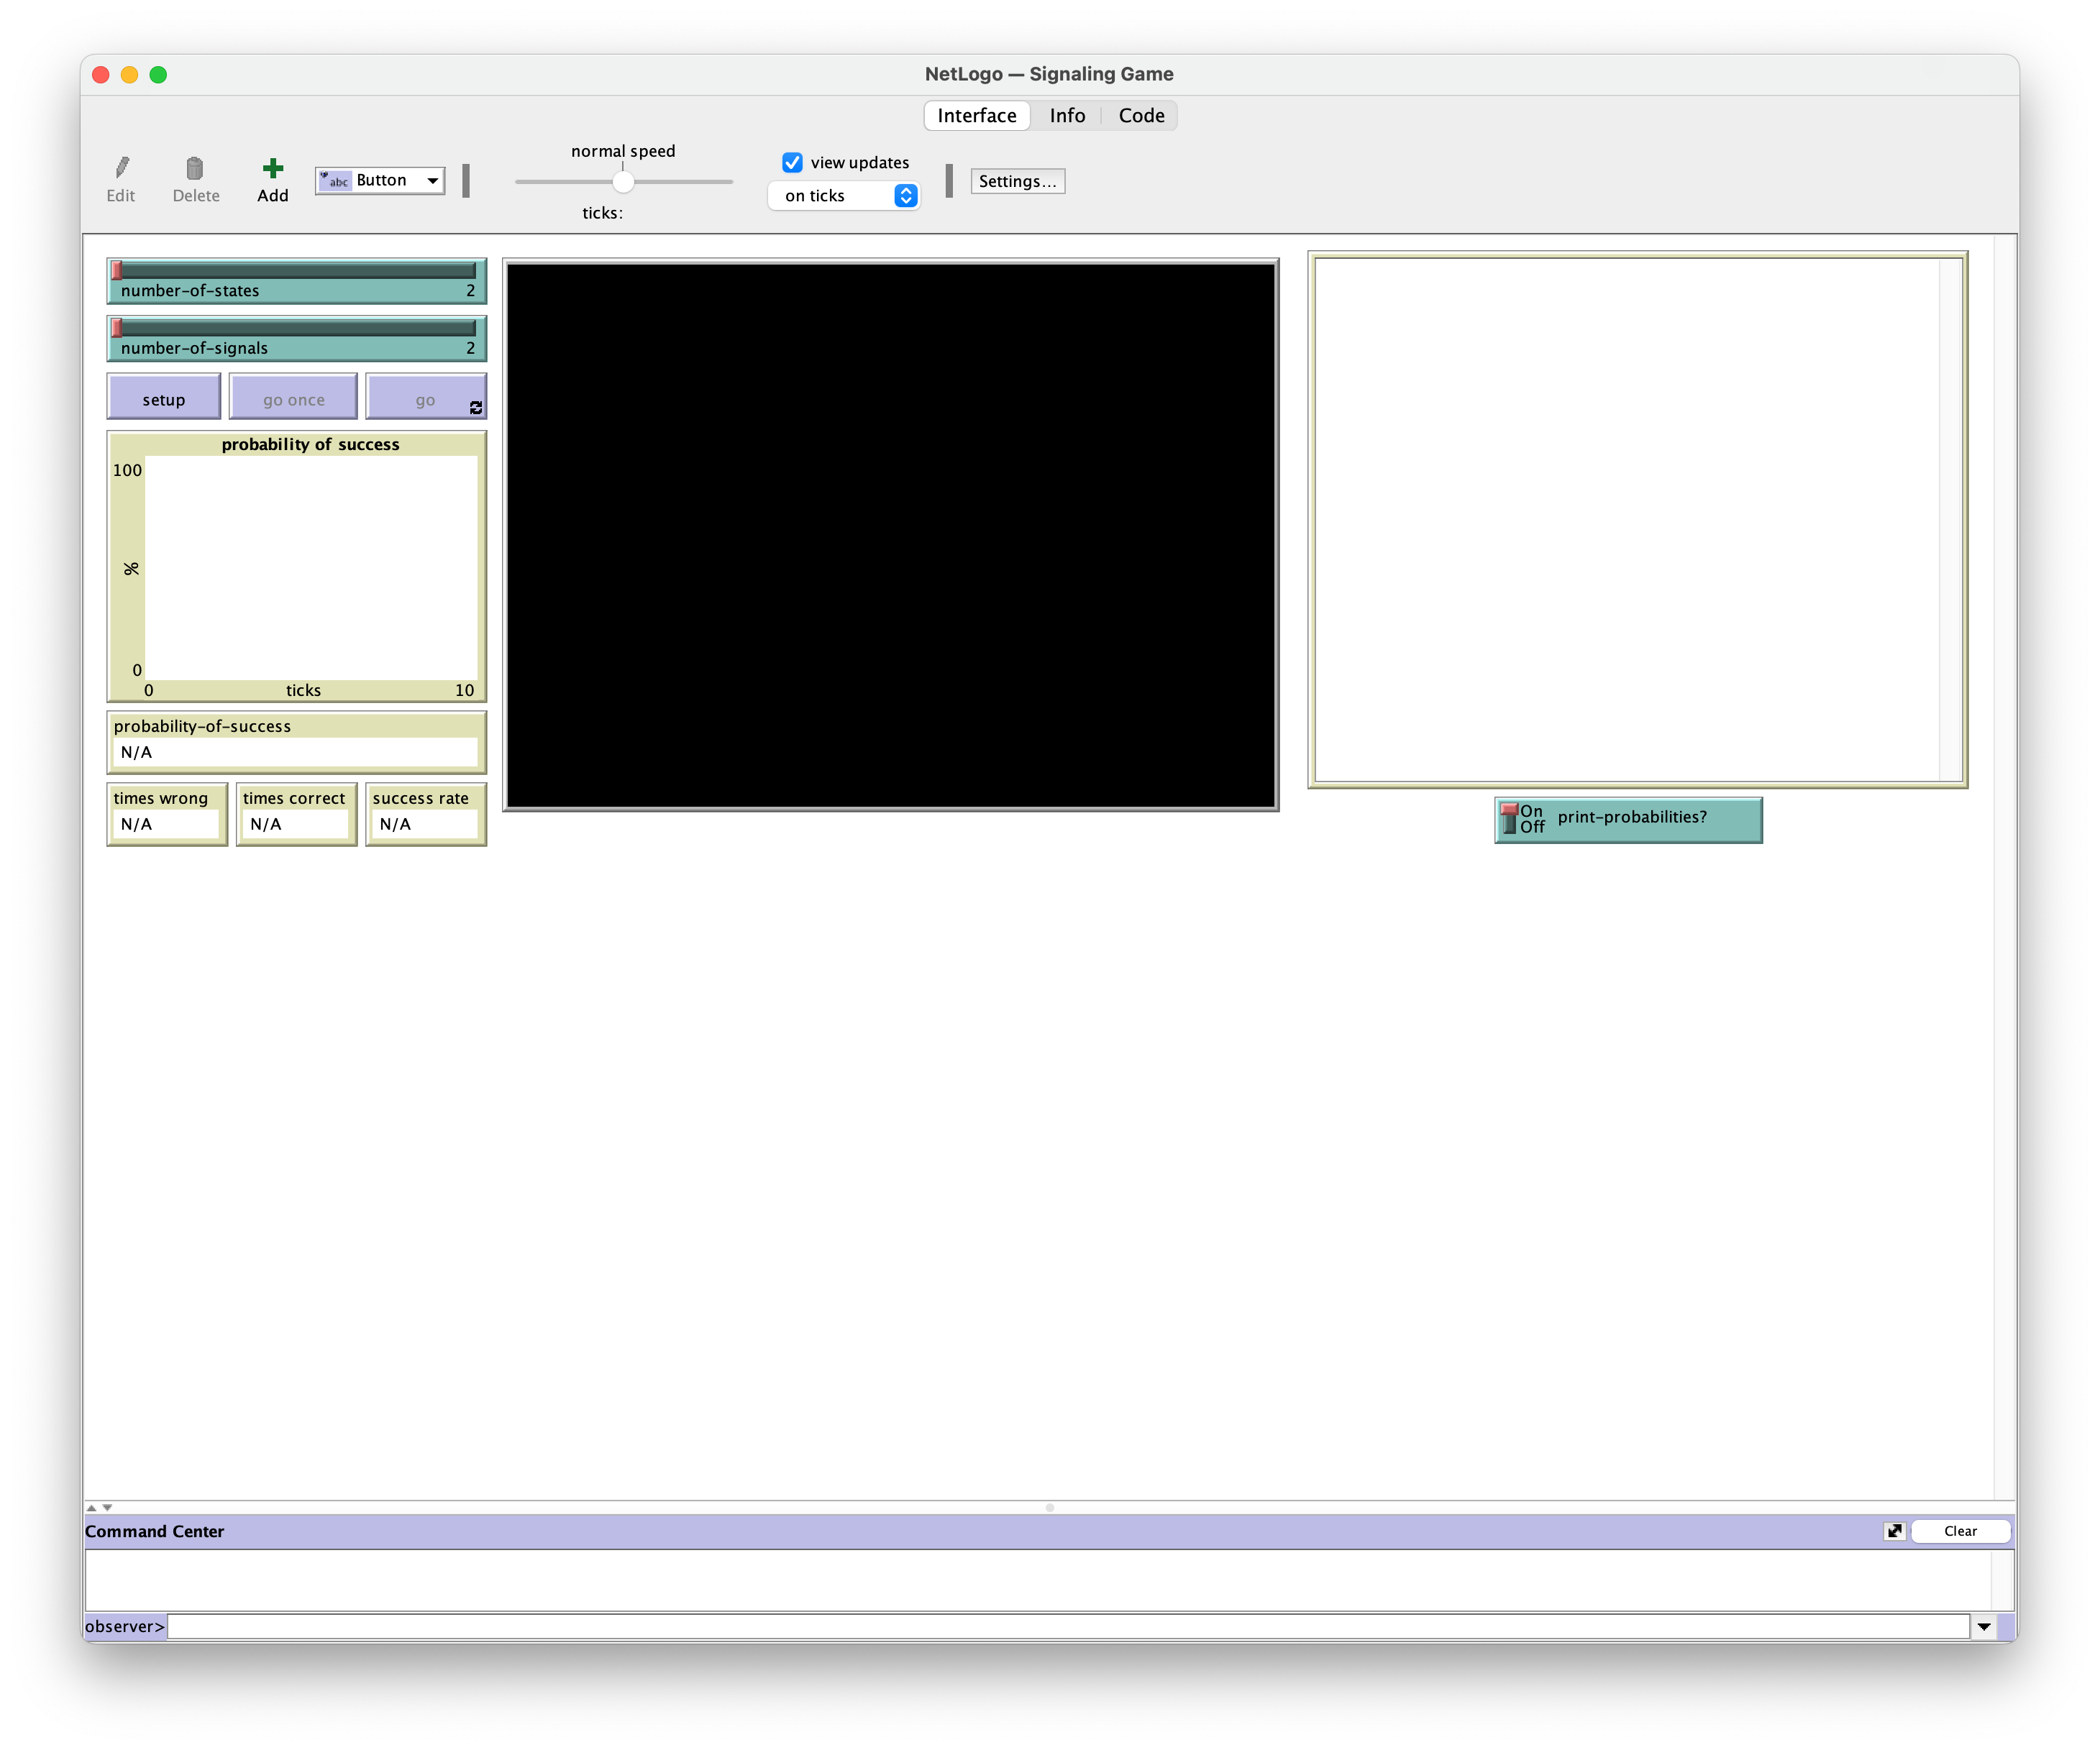 NetLogo — Signaling Game
Interface Info Code
normal speed
view updates
Edit Delete Add abc Button on ticks Settings...
ticks:
number-of-states 2
number-of-signals 2
setup go once go
probability of success
100
%
0
0 ticks 10
probability-of-success
N/A
times wrong times correct success rate
N/A N/A N/A
On
Off print-probabilities?
Command Center Clear
observer>